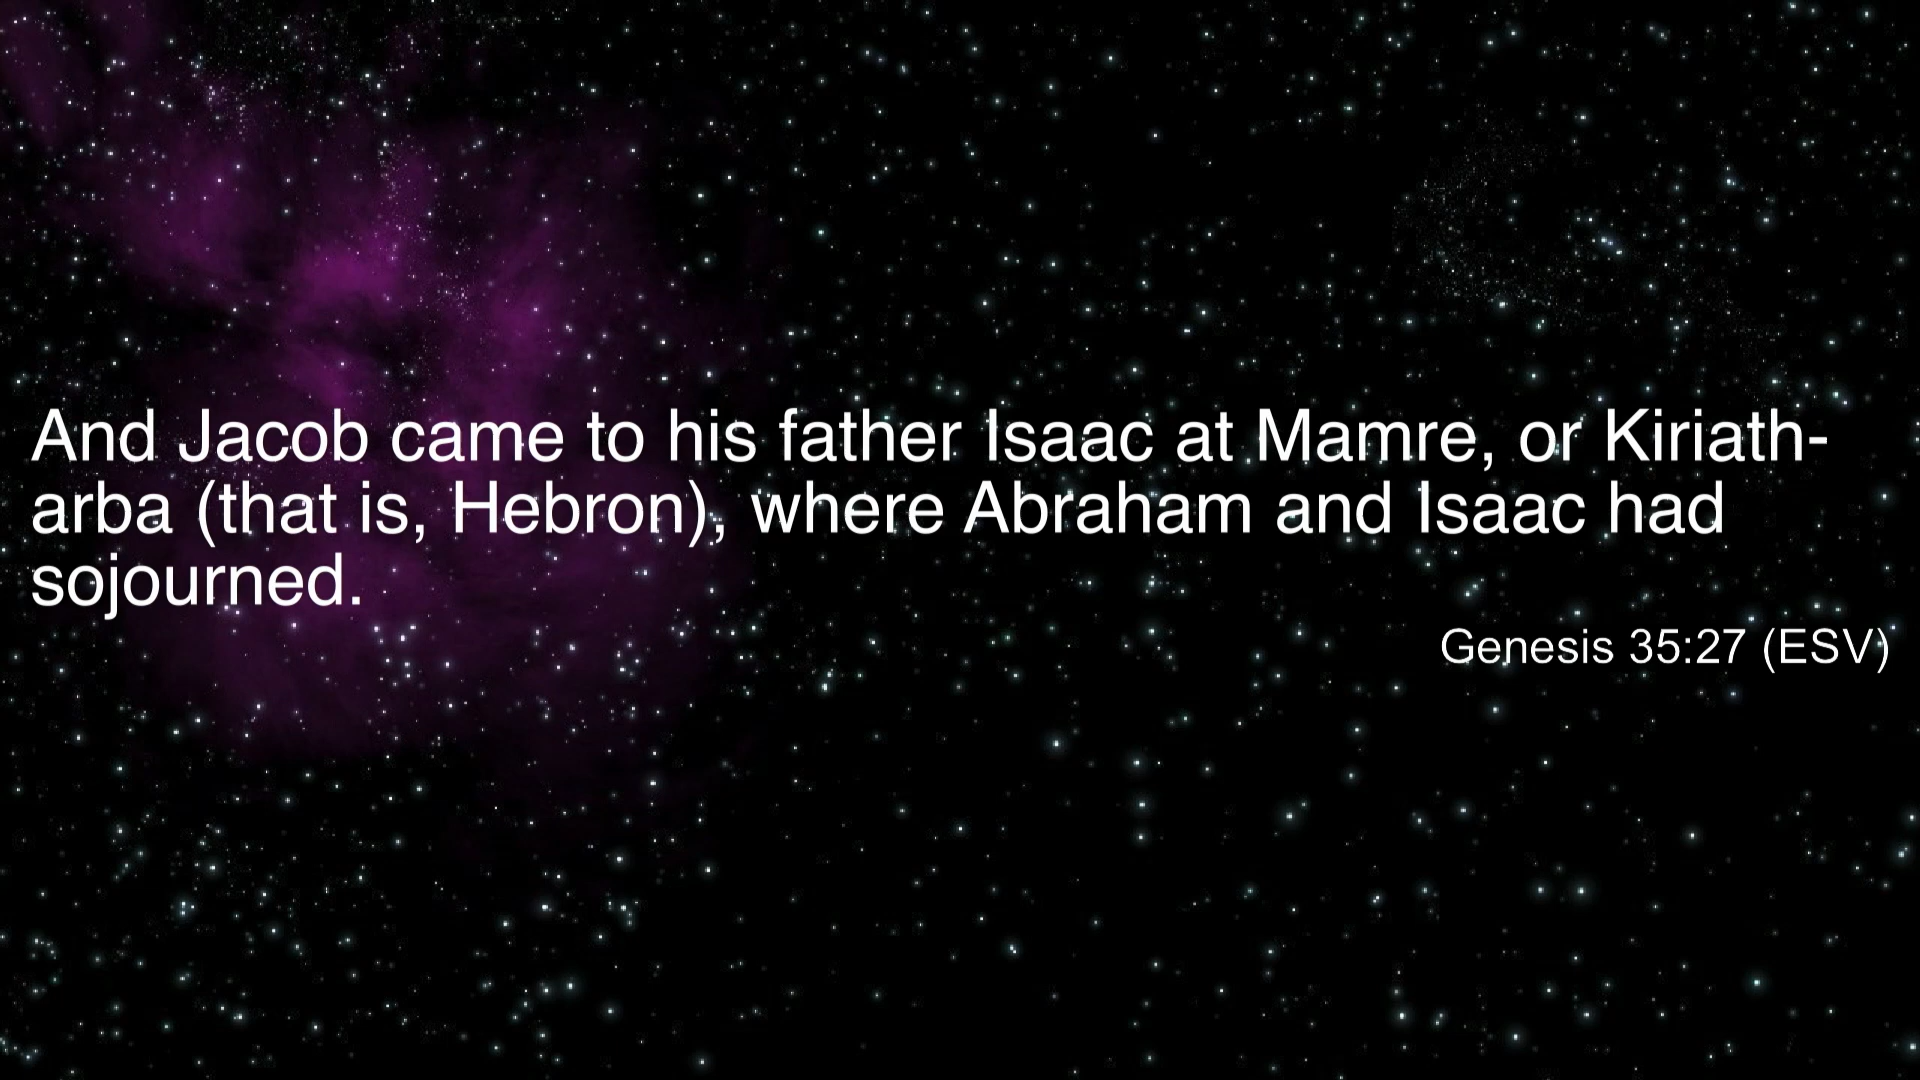 And Jacob came to his father Isaac at Mamre, or Kiriath-
arba (that is, Hebron), where Abraham and Isaac had
sojourned.
Genesis 35:27 (ESV)